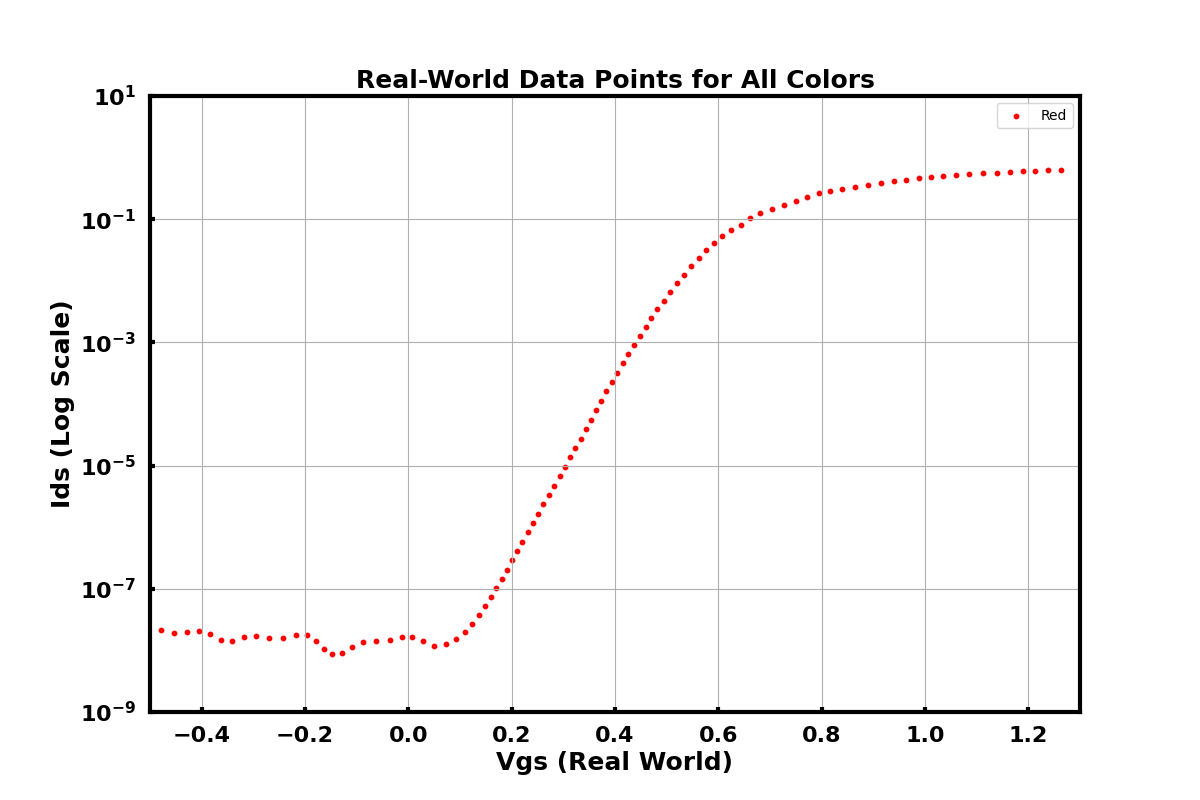 Real-World Data Points for All Colors
Red
10¹
10⁻¹
10⁻³
10⁻⁵
10⁻⁷
10⁻⁹
Ids (Log Scale)
−0.4 −0.2 0.0 0.2 0.4 0.6 0.8 1.0 1.2
Vgs (Real World)